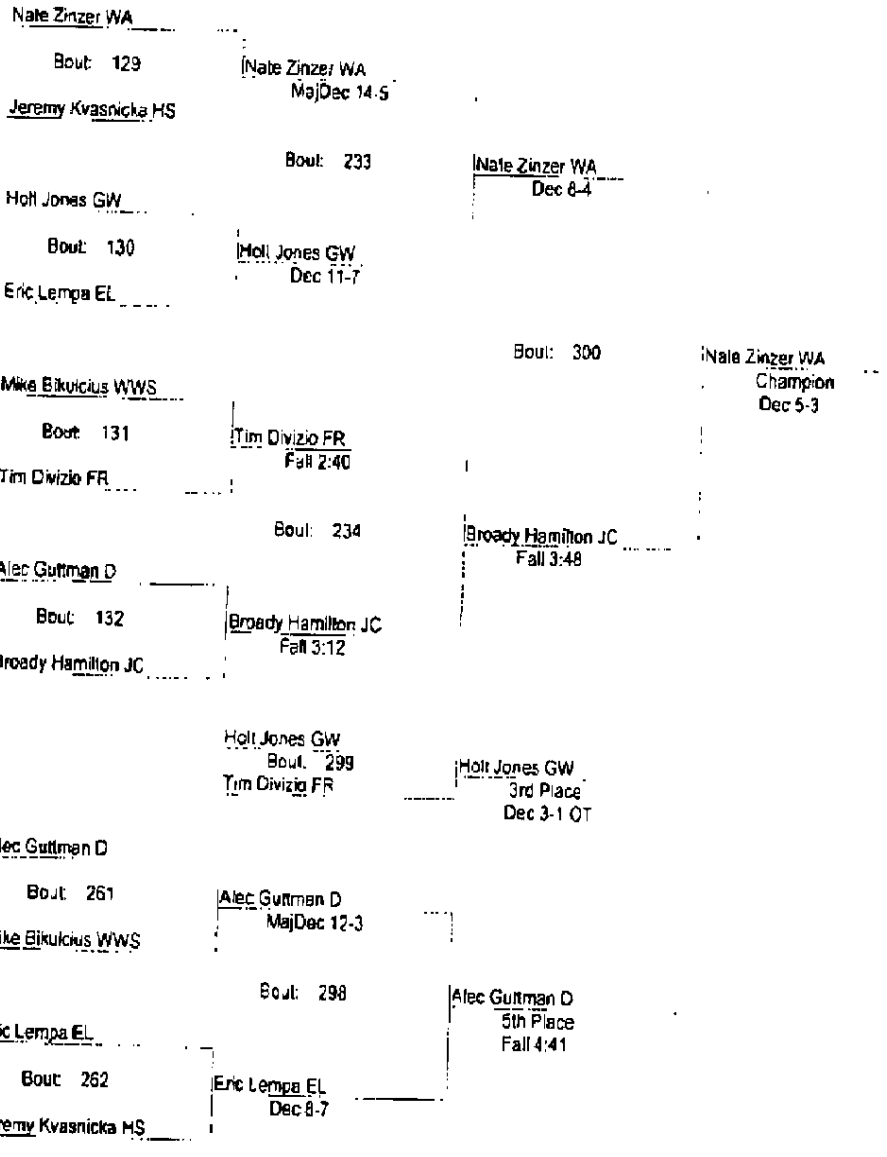 Nate Zinzer WA
Bout: 129
Nate Zinzer WA
MajDec 14-5
Jeremy Kvasnicka HS
Bout: 233
Nate Zinzer WA
Dec 8-4
Holt Jones GW
Bout: 130
Holt Jones GW
Dec 11-7
Eric Lempa EL
Bout: 300
Nate Zinzer WA
Champion
Dec 5-3
Mike Bikulcius WWS
Bout: 131
Tim Divizio FR
Fall 2:40
Tim Divizio FR
Bout: 234
Broady Hamilton JC
Fall 3:48
Alec Guttman D
Bout: 132
Broady Hamilton JC
Fall 3:12
Broady Hamilton JC
Holt Jones GW
Bout: 299
Tim Divizio FR
Holt Jones GW
3rd Place
Dec 3-1 OT
lec Guttman D
Bout: 261
Alec Guttman D
MajDec 12-3
ike Bikulcius WWS
Bout: 298
Alec Guttman D
5th Place
Fall 4:41
ic Lempa EL
Bout: 262
Eric Lempa EL
Dec 8-7
remy Kvasnicka HS